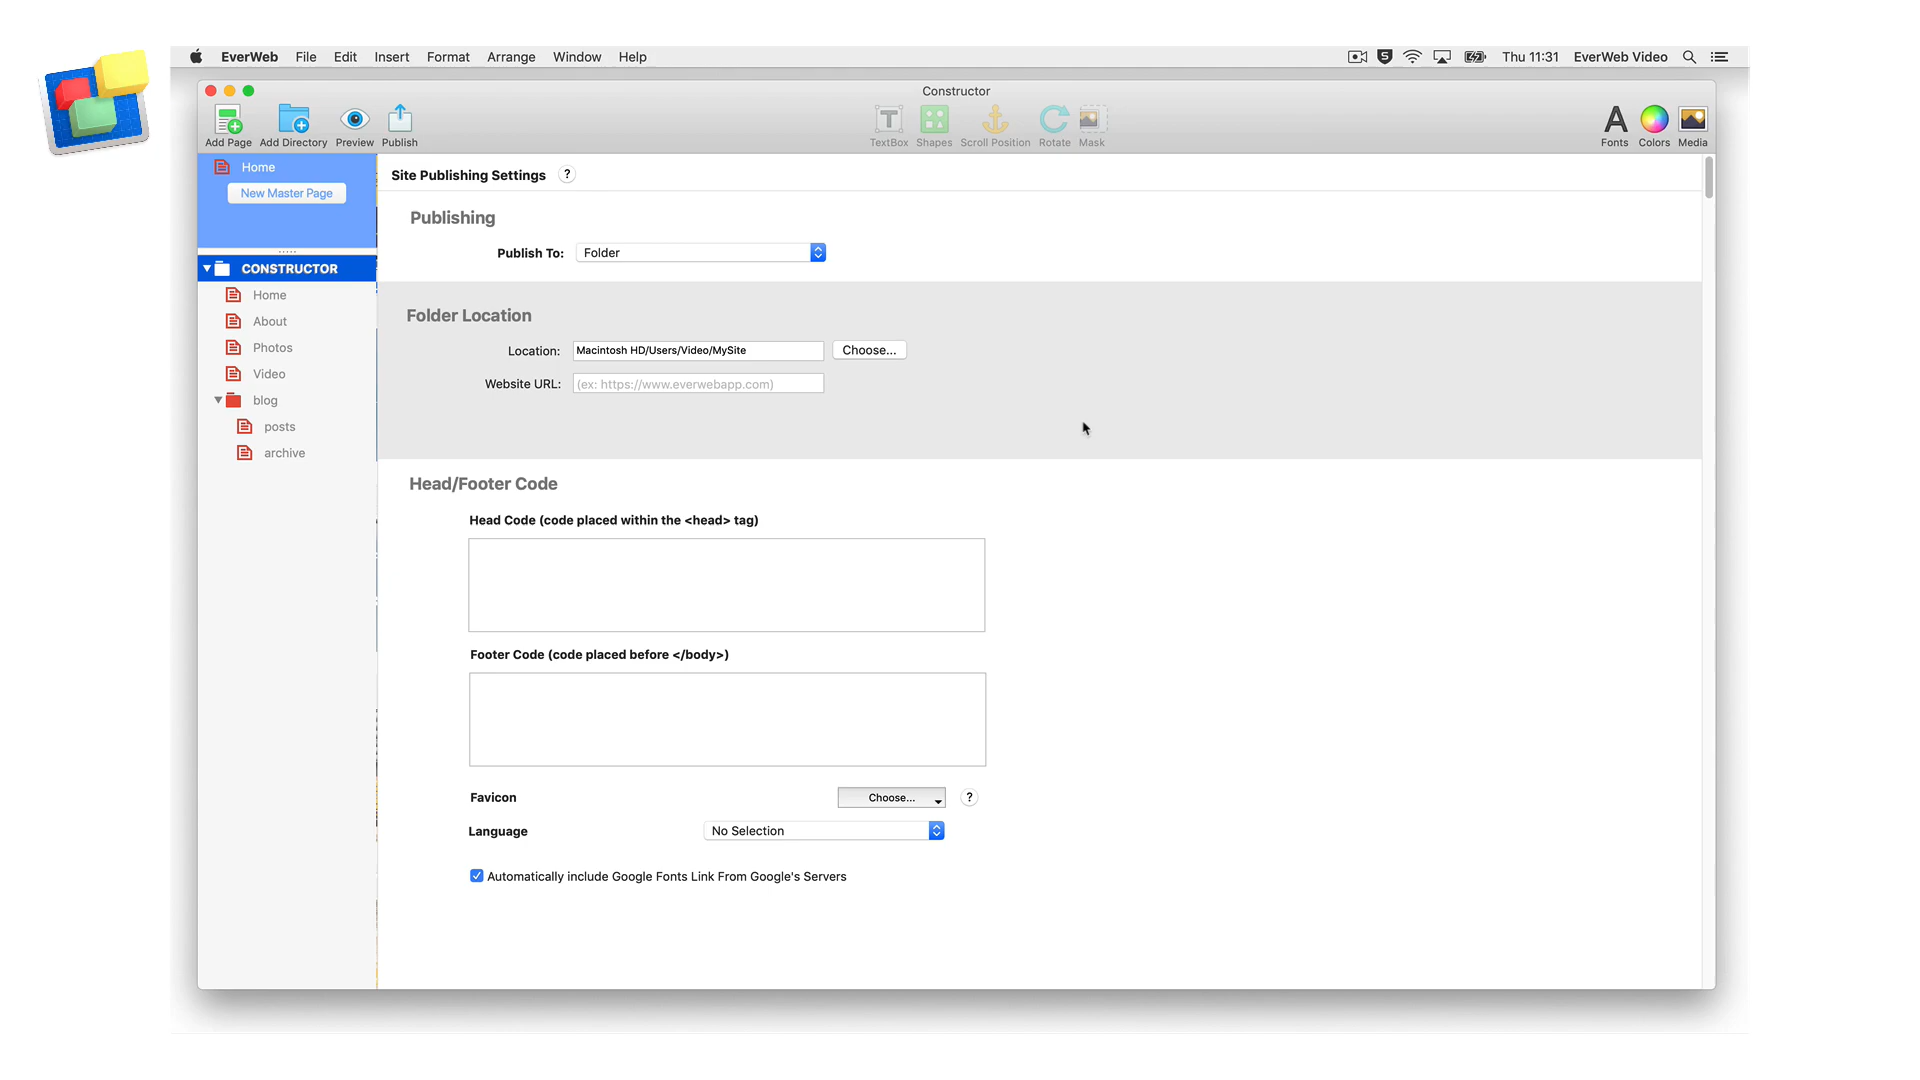 EverWeb File Edit Insert Format Arrange Window Help
Thu 11:31 EverWeb Video
Constructor
Add Page Add Directory Preview Publish
TextBox Shapes Scroll Position Rotate Mask
Fonts Colors Media
Home
New Master Page
CONSTRUCTOR
Home
About
Photos
Video
blog
posts
archive
Site Publishing Settings ?
Publishing
Publish To: Folder
Folder Location
Location: Macintosh HD/Users/Video/MySite Choose...
Website URL: (ex: https://www.everwebapp.com)
Head/Footer Code
Head Code (code placed within the <head> tag)
Footer Code (code placed before </body>)
Favicon Choose... ?
Language No Selection
Automatically include Google Fonts Link From Google's Servers